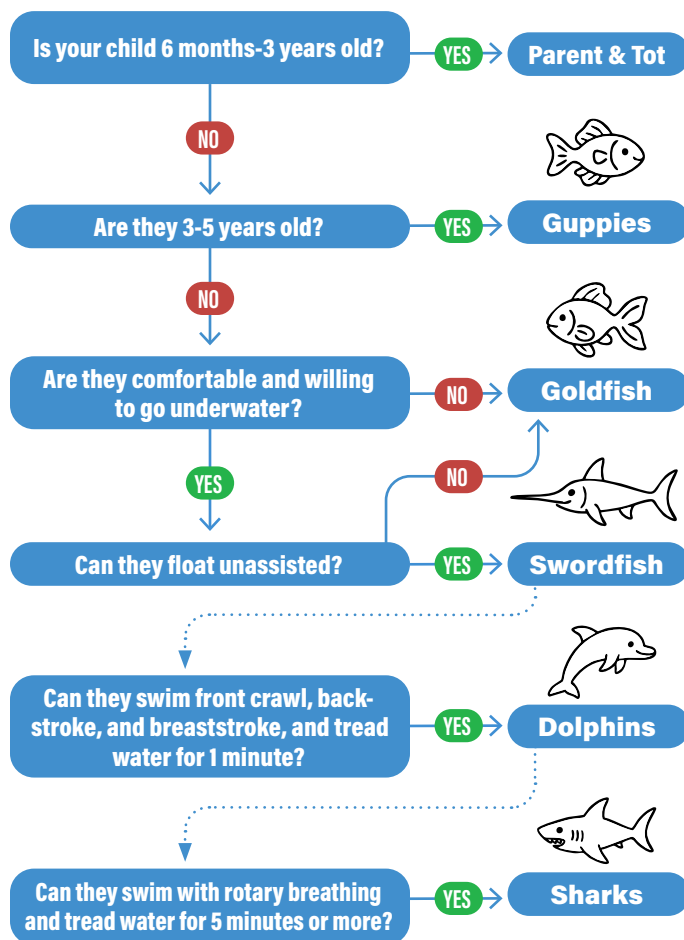 Is your child 6 months-3 years old?
YES
Parent & Tot
NO
Are they 3-5 years old?
YES
Guppies
NO
Are they comfortable and willing
to go underwater?
NO
Goldfish
YES
NO
Can they float unassisted?
YES
Swordfish
Can they swim front crawl, back-
stroke, and breaststroke, and tread
water for 1 minute?
YES
Dolphins
Can they swim with rotary breathing
and tread water for 5 minutes or more?
YES
Sharks